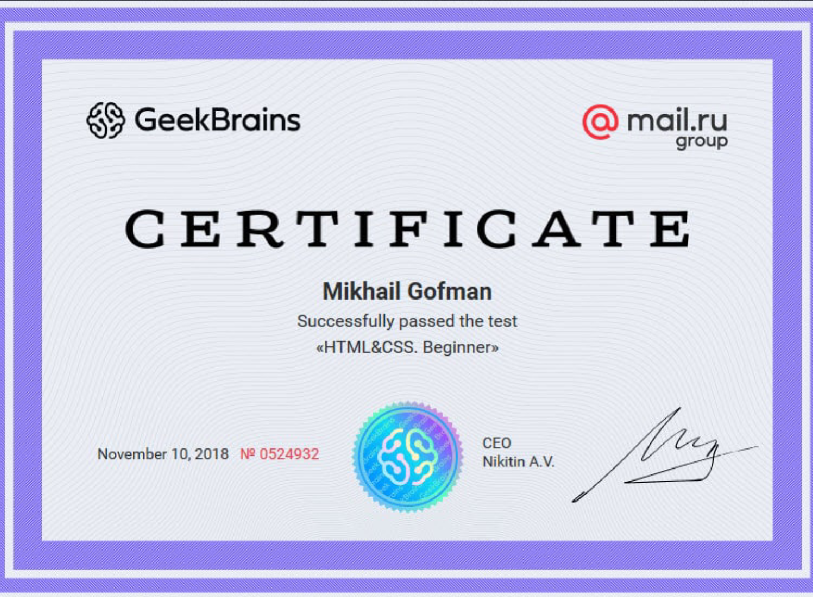 GeekBrains
@mail.ru
group
CERTIFICATE
Mikhail Gofman
Successfully passed the test
«HTML&CSS. Beginner»
November 10, 2018 № 0524932
CEO
Nikitin A.V.